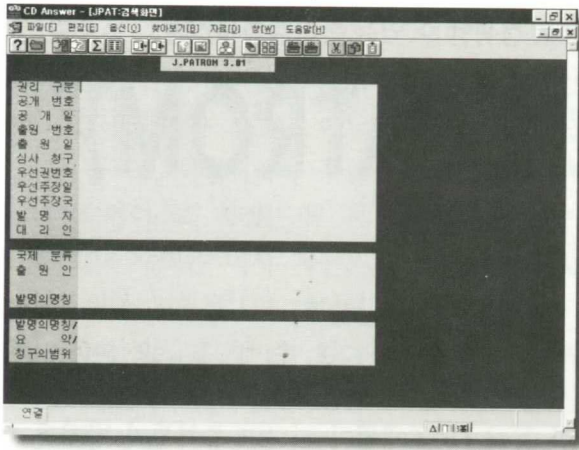 CD Answer - [JPAT:검색화면]
파일[F] 편집[E] 옵션[O] 찾아보기[B] 자료[D] 창[W] 도움말[H]
J.PATROM 3.01
권리 구분
공개 번호
공 개 일
출원 번호
출 원 일
심사 청구
우선권번호
우선주장일
우선주장국
발 명 자
대 리 인
국제 분류
출 원 인
발명의명칭
발명의명칭/
요 약/
청구의범위
연결